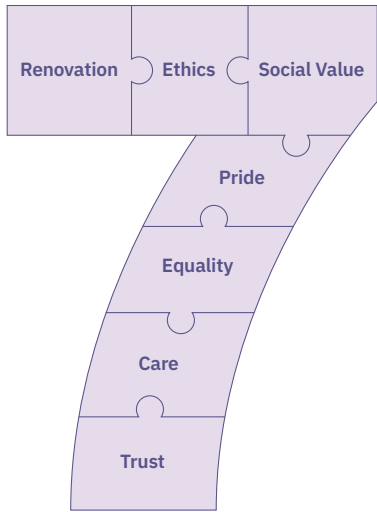 Renovation
Ethics
Social Value
Pride
Equality
Care
Trust